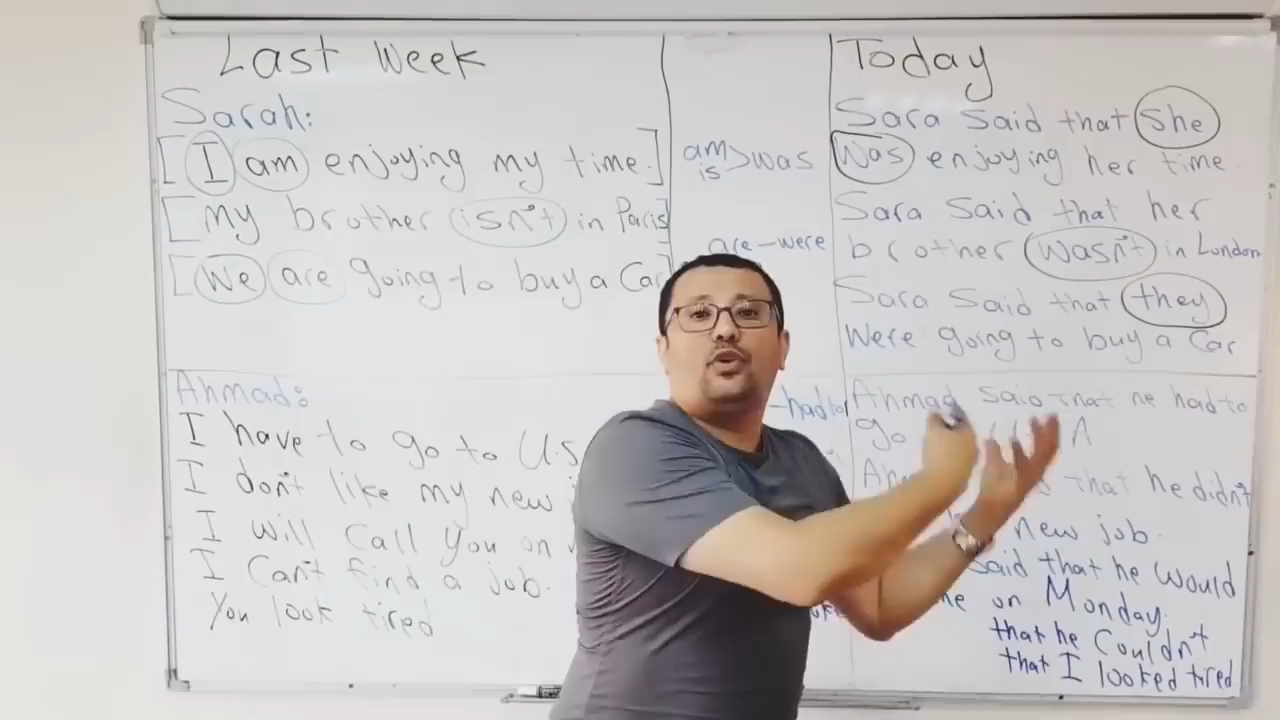 Last Week
Sarah:
[I am enjoying my time.]
[My brother isn't in Paris]
[We are going to buy a Car]
am
is > was
are-were
Today
Sara Said that she
was enjoying her time.
Sara Said that her
brother wasn't in London
Sara Said that they
were going to buy a Car
Ahmad:
I have to go to U.S
I don't like my new
I will Call You on
I Can't find a job.
You look tired
-had to
Ahmad said that he had to
go A
that he didn't
new job.
said that he would
me on Monday.
that he Couldn't
that I looked tired